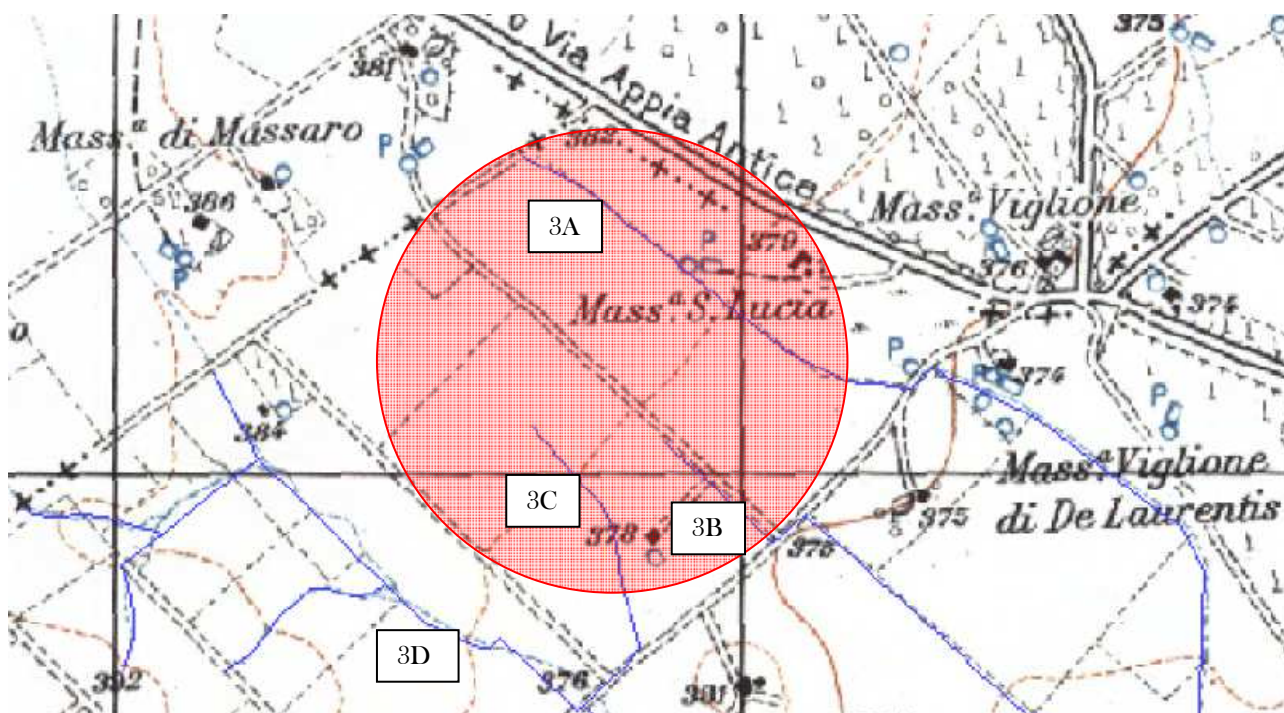 375
381
o Via Appia Antica
Mass.ª di Massaro
P
382
386
3A
Mass.ª Viglione
P
P
379
376
374
Mass.ª S. Lucia
o
P
P
374
P
384
Mass.ª Viglione
di De Laurentis
3C
378
3B
375
375
3D
392
376
381